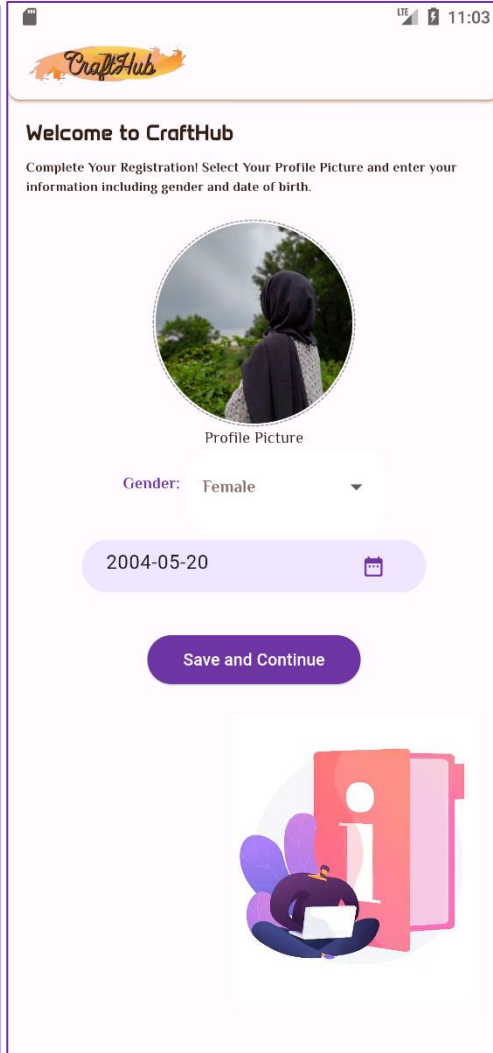 LTE 11:03
CraftHub
Welcome to CraftHub
Complete Your Registration! Select Your Profile Picture and enter your
information including gender and date of birth.
Profile Picture
Gender: Female
2004-05-20
Save and Continue
i